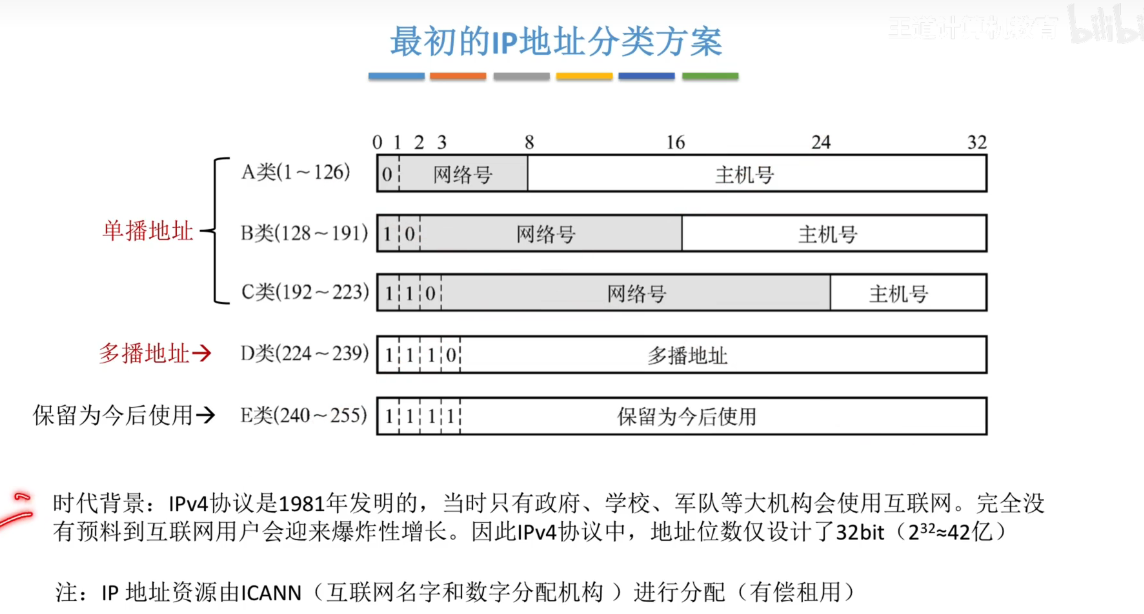 最初的IP地址分类方案
bilibi
0 1 2 3 8 16 24 32
A类(1～126) 0 网络号 主机号
单播地址
B类(128～191) 1 0 网络号 主机号
C类(192～223) 1 1 0 网络号 主机号
多播地址→ D类(224～239) 1 1 1 0 多播地址
保留为今后使用→ E类(240～255) 1 1 1 1 保留为今后使用
时代背景：IPv4协议是1981年发明的，当时只有政府、学校、军队等大机构会使用互联网。完全没
有预料到互联网用户会迎来爆炸性增长。因此IPv4协议中，地址位数仅设计了32bit（2³²≈42亿）
注：IP 地址资源由ICANN（互联网名字和数字分配机构 ）进行分配（有偿租用）